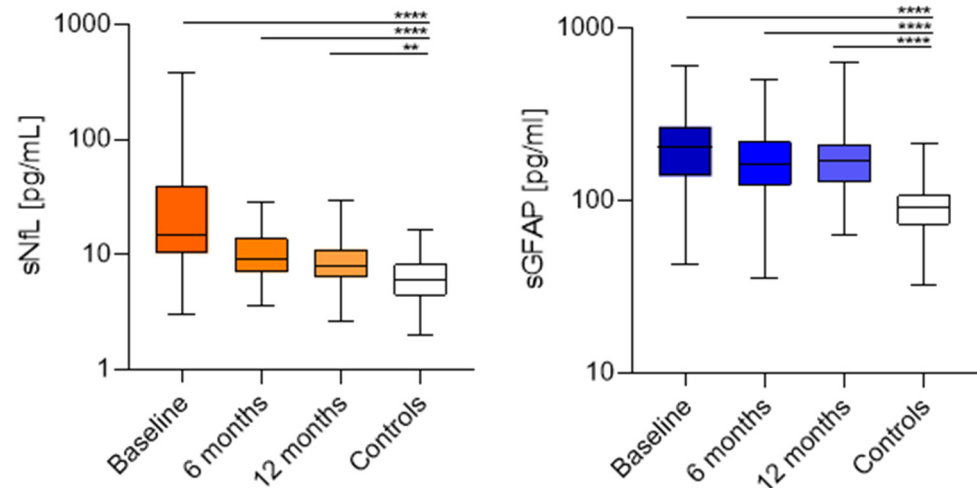 1000
100
10
1
sNfL [pg/mL]
****
****
**
Baseline
6 months
12 months
Controls
1000
100
10
sGFAP [pg/ml]
****
****
****
Baseline
6 months
12 months
Controls